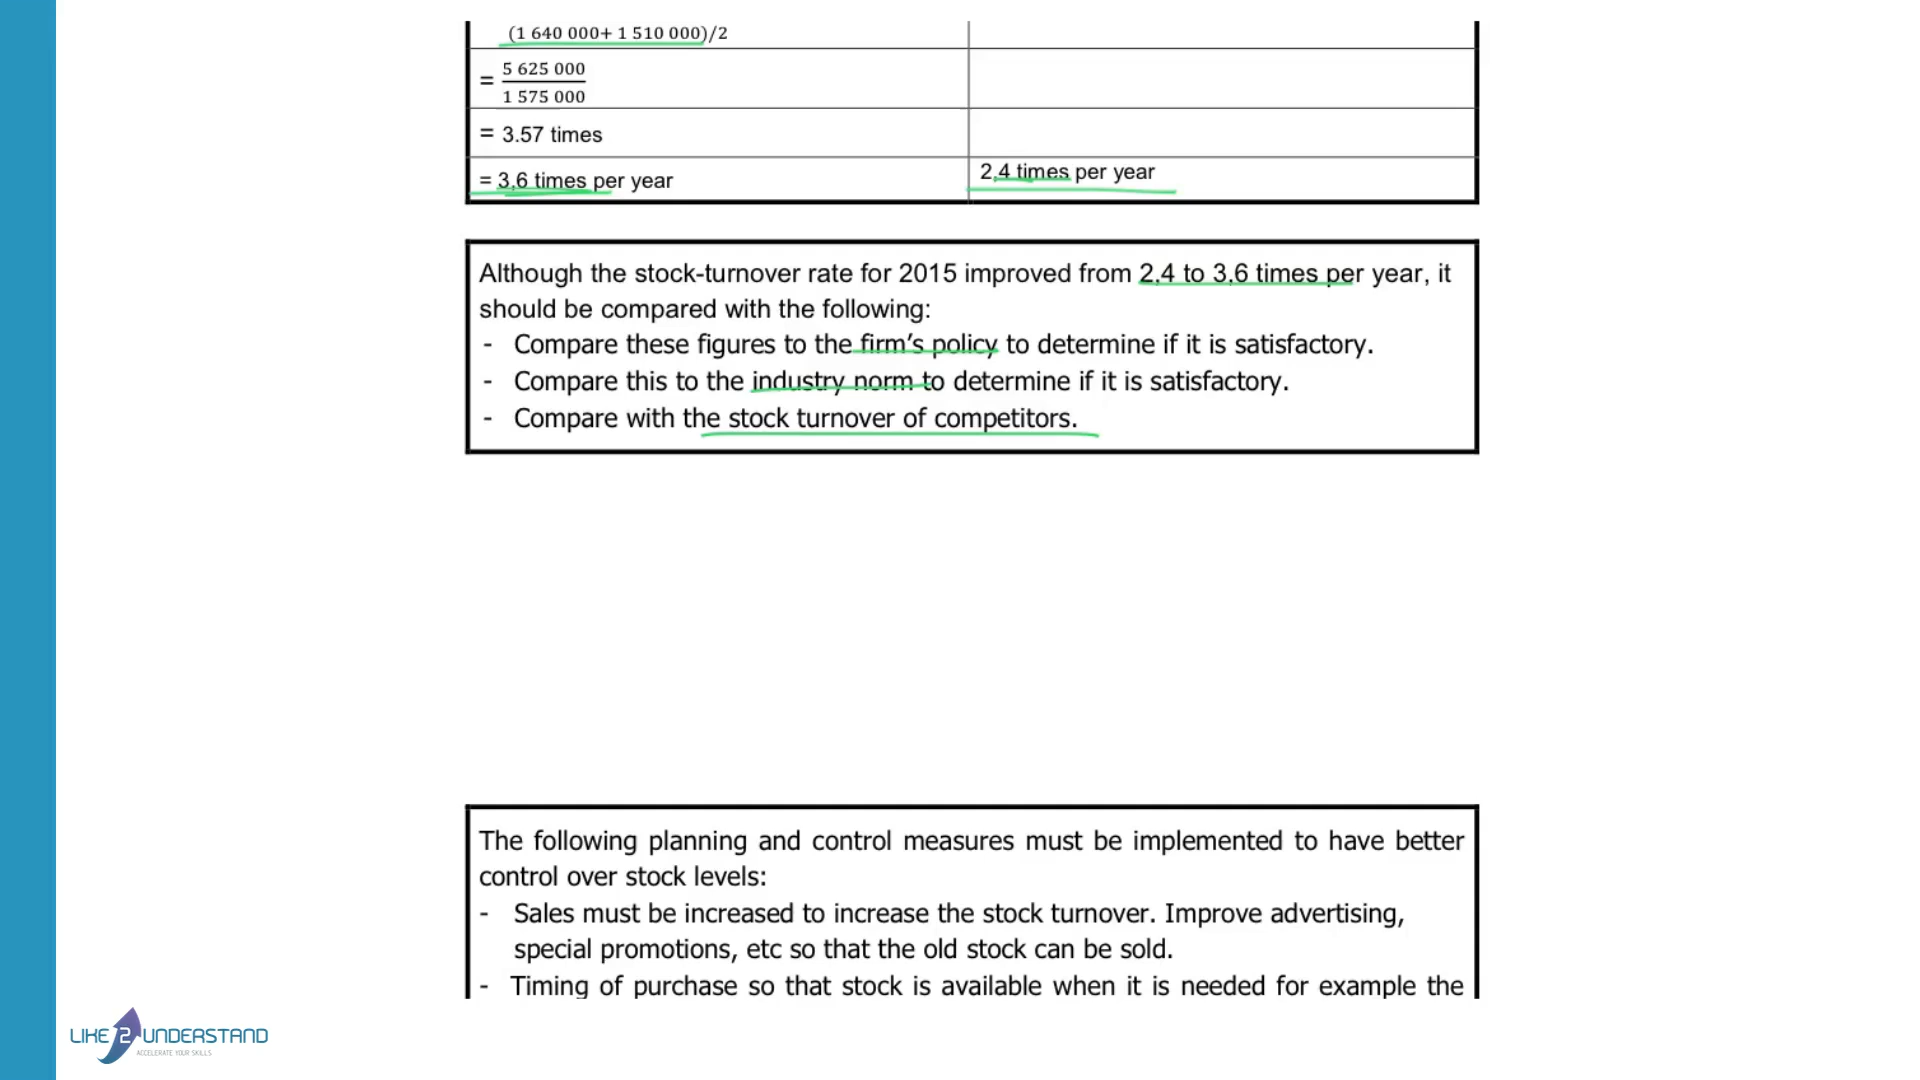 (1 640 000+ 1 510 000)/2
= 5 625 000
1 575 000
= 3.57 times
= 3,6 times per year
2,4 times per year
Although the stock-turnover rate for 2015 improved from 2,4 to 3,6 times per year, it
should be compared with the following:
- Compare these figures to the firm’s policy to determine if it is satisfactory.
- Compare this to the industry norm to determine if it is satisfactory.
- Compare with the stock turnover of competitors.
The following planning and control measures must be implemented to have better
control over stock levels:
- Sales must be increased to increase the stock turnover. Improve advertising,
special promotions, etc so that the old stock can be sold.
- Timing of purchase so that stock is available when it is needed for example the
LIKE 2 UNDERSTAND
ACCELERATE YOUR SKILLS